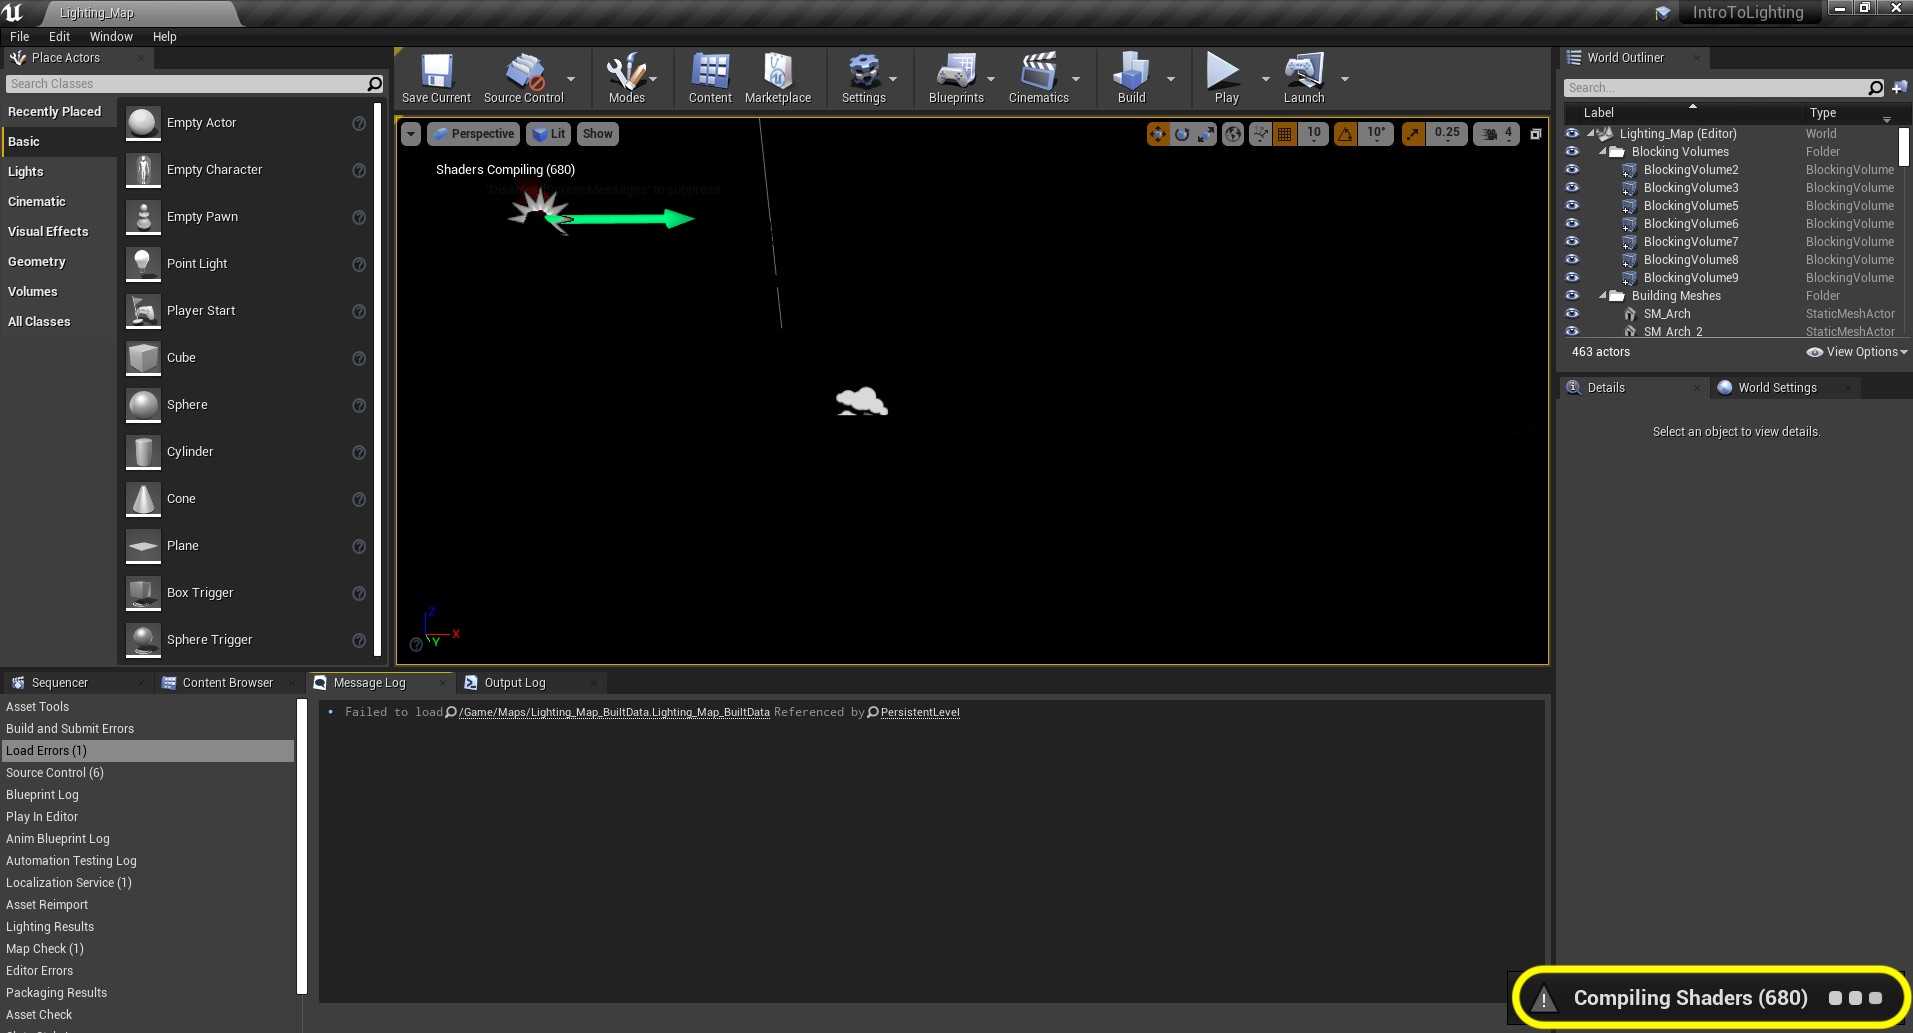 Lighting_Map
IntroToLighting
File Edit Window Help
Place Actors
Search Classes
Recently Placed
Basic
Lights
Cinematic
Visual Effects
Geometry
Volumes
All Classes
Empty Actor
Empty Character
Empty Pawn
Point Light
Player Start
Cube
Sphere
Cylinder
Cone
Plane
Box Trigger
Sphere Trigger
Save Current
Source Control
Modes
Content
Marketplace
Settings
Blueprints
Cinematics
Build
Play
Launch
Perspective Lit Show
10 10° 0.25 4
Shaders Compiling (680)
'DisableAllScreenMessages' to suppress
Z
X
Y
World Outliner
Search...
Label Type
Lighting_Map (Editor) World
Blocking Volumes Folder
BlockingVolume2 BlockingVolume
BlockingVolume3 BlockingVolume
BlockingVolume5 BlockingVolume
BlockingVolume6 BlockingVolume
BlockingVolume7 BlockingVolume
BlockingVolume8 BlockingVolume
BlockingVolume9 BlockingVolume
Building Meshes Folder
SM_Arch StaticMeshActor
SM_Arch_2 StaticMeshActor
463 actors View Options
Details World Settings
Select an object to view details.
Sequencer Content Browser Message Log Output Log
Asset Tools
Build and Submit Errors
Load Errors (1)
Source Control (6)
Blueprint Log
Play In Editor
Anim Blueprint Log
Automation Testing Log
Localization Service (1)
Asset Reimport
Lighting Results
Map Check (1)
Editor Errors
Packaging Results
Asset Check
Failed to load /Game/Maps/Lighting_Map_BuiltData.Lighting_Map_BuiltData Referenced by PersistentLevel
Compiling Shaders (680)